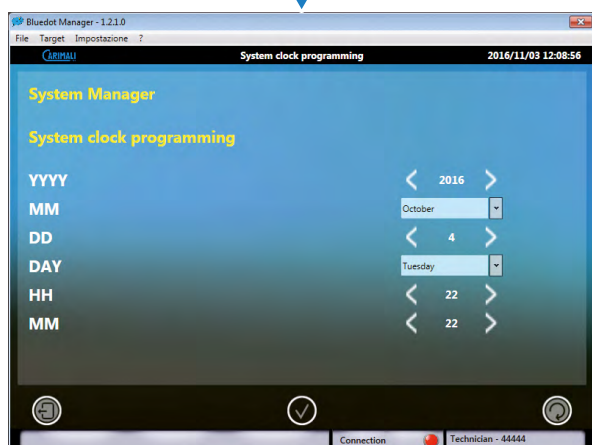 Bluedot Manager - 1.2.1.0
File Target Impostazione ?
CARIMALI System clock programming 2016/11/03 12:08:56
System Manager
System clock programming
YYYY 2016
MM October
DD 4
DAY Tuesday
HH 22
MM 22
Connection Technician - 44444